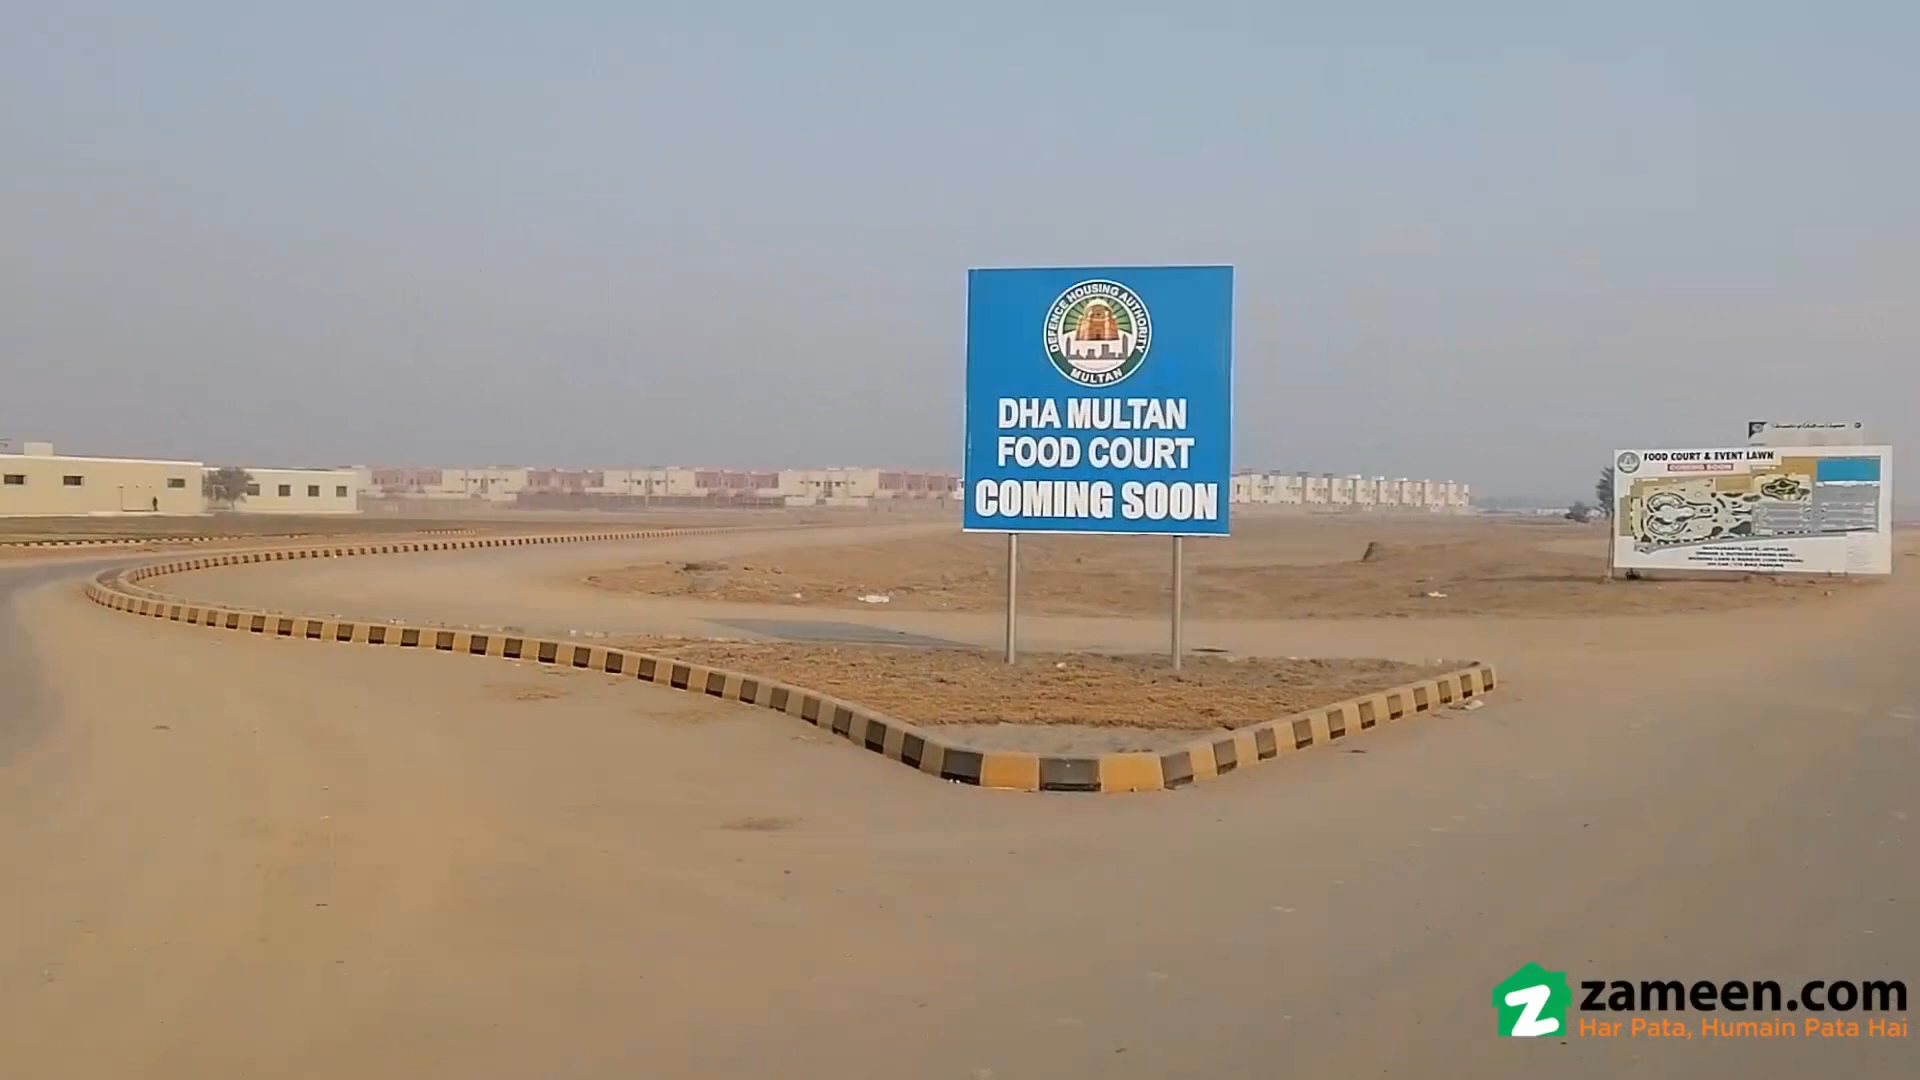 DEFENCE HOUSING AUTHORITY
MULTAN
DHA MULTAN
FOOD COURT
COMING SOON
FOOD COURT & EVENT LAWN
COMING SOON
zameen.com
Har Pata, Humain Pata Hai